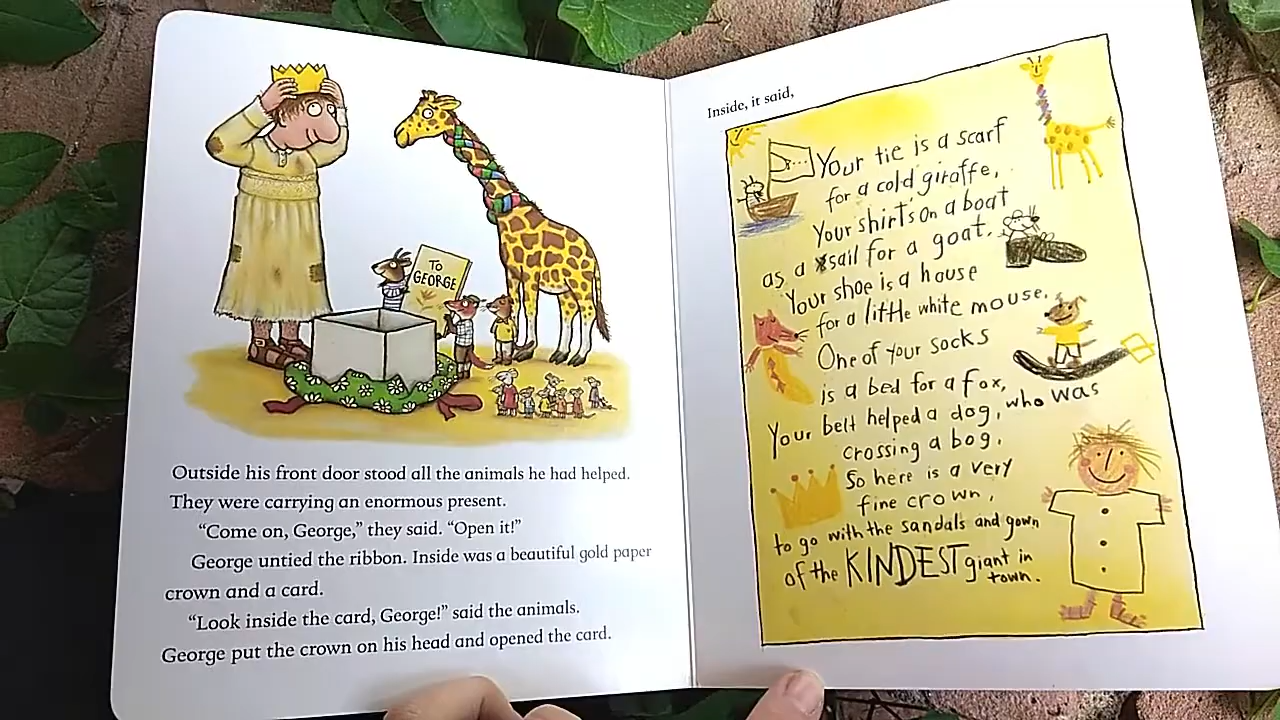 TO
GEORGE
Outside his front door stood all the animals he had helped.
They were carrying an enormous present.
“Come on, George,” they said. “Open it!”
George untied the ribbon. Inside was a beautiful gold paper
crown and a card.
“Look inside the card, George!” said the animals.
George put the crown on his head and opened the card.
Inside, it said,
Your tie is a scarf
for a cold giraffe,
Your shirt's on a boat
as a sail for a goat.
Your shoe is a house
for a little white mouse.
One of your socks
is a bed for a fox,
Your belt helped a dog, who was
crossing a bog.
So here is a very
fine crown,
to go with the sandals and gown
of the KINDEST giant in
town.